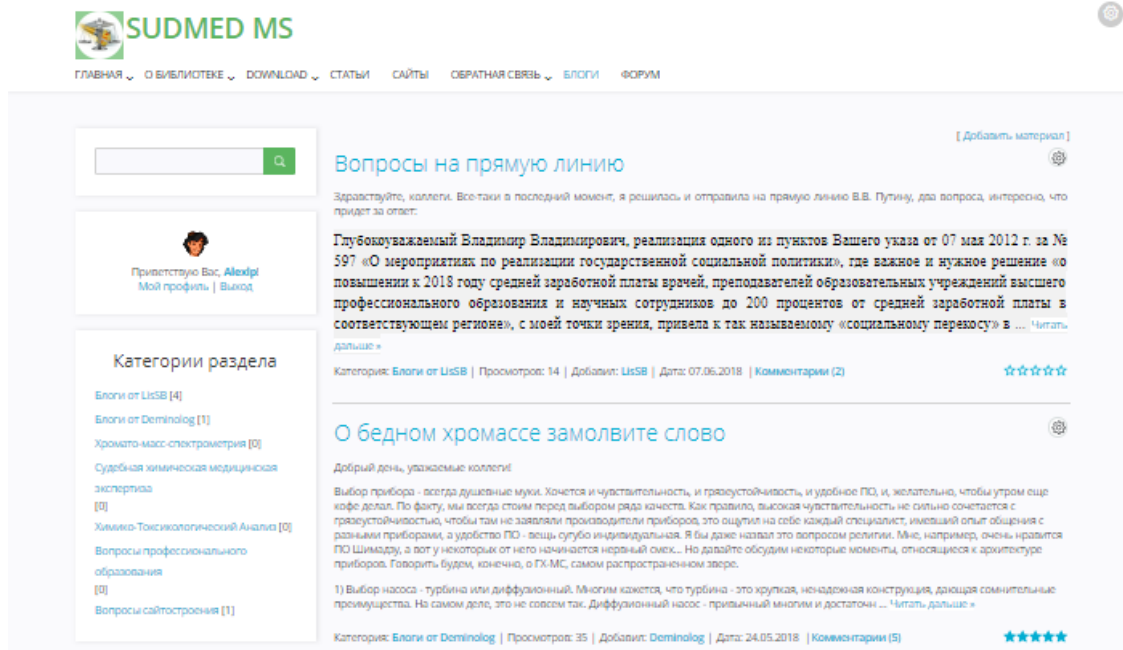 SUDMED MS
ГЛАВНАЯ О БИБЛИОТЕКЕ DOWNLOAD СТАТЬИ САЙТЫ ОБРАТНАЯ СВЯЗЬ БЛОГИ ФОРУМ
Приветствую Вас, Alexlp!
Мой профиль | Выход
Категории раздела
Блоги от LisSB [4]
Блоги от Deminolog [1]
Хромато-масс-спектрометрия [0]
Судебная химическая медицинская
экспертиза
[0]
Химико-Токсикологический Анализ [0]
Вопросы профессионального
образования
[0]
Вопросы сайтостроения [1]
[ Добавить материал ]
Вопросы на прямую линию
Здравствуйте, коллеги. Все-таки в последний момент, я решилась и отправила на прямую линию В.В. Путину, два вопроса, интересно, что
придет за ответ:
Глубокоуважаемый Владимир Владимирович, реализация одного из пунктов Вашего указа от 07 мая 2012 г. за №
597 «О мероприятиях по реализации государственной социальной политики», где важное и нужное решение «о
повышении к 2018 году средней заработной платы врачей, преподавателей образовательных учреждений высшего
профессионального образования и научных сотрудников до 200 процентов от средней заработной платы в
соответствующем регионе», с моей точки зрения, привела к так называемому «социальному перекосу» в ... Читать
дальше »
Категория: Блоги от LisSB | Просмотров: 14 | Добавил: LisSB | Дата: 07.06.2018 | Комментарии (2)
О бедном хромассе замолвите слово
Добрый день, уважаемые коллеги!
Выбор прибора - всегда душевные муки. Хочется и чувствительность, и грязеустойчивость, и удобное ПО, и, желательно, чтобы утром еще
кофе делал. По факту, мы всегда стоим перед выбором ряда качеств. Как правило, высокая чувствительность не сильно сочетается с
грязеустойчивостью, чтобы там не заявляли производители приборов, это ощутил на себе каждый специалист, имевший опыт общения с
разными приборами, а удобство ПО - вещь сугубо индивидуальная. Я бы даже назвал это вопросом религии. Мне, например, очень нравится
ПО Шимадзу, а вот у некоторых от него начинается нервный смех... Но давайте обсудим некоторые моменты, относящиеся к архитектуре
приборов. Говорить будем, конечно, о ГХ-МС, самом распространенном звере.
1) Выбор насоса - турбина или диффузионный. Многим кажется, что турбина - это хрупкая, ненадежная конструкция, дающая сомнительные
преимущества. На самом деле, это не совсем так. Диффузионный насос - привычный многим и достаточн ... Читать дальше »
Категория: Блоги от Deminolog | Просмотров: 35 | Добавил: Deminolog | Дата: 24.05.2018 | Комментарии (5)